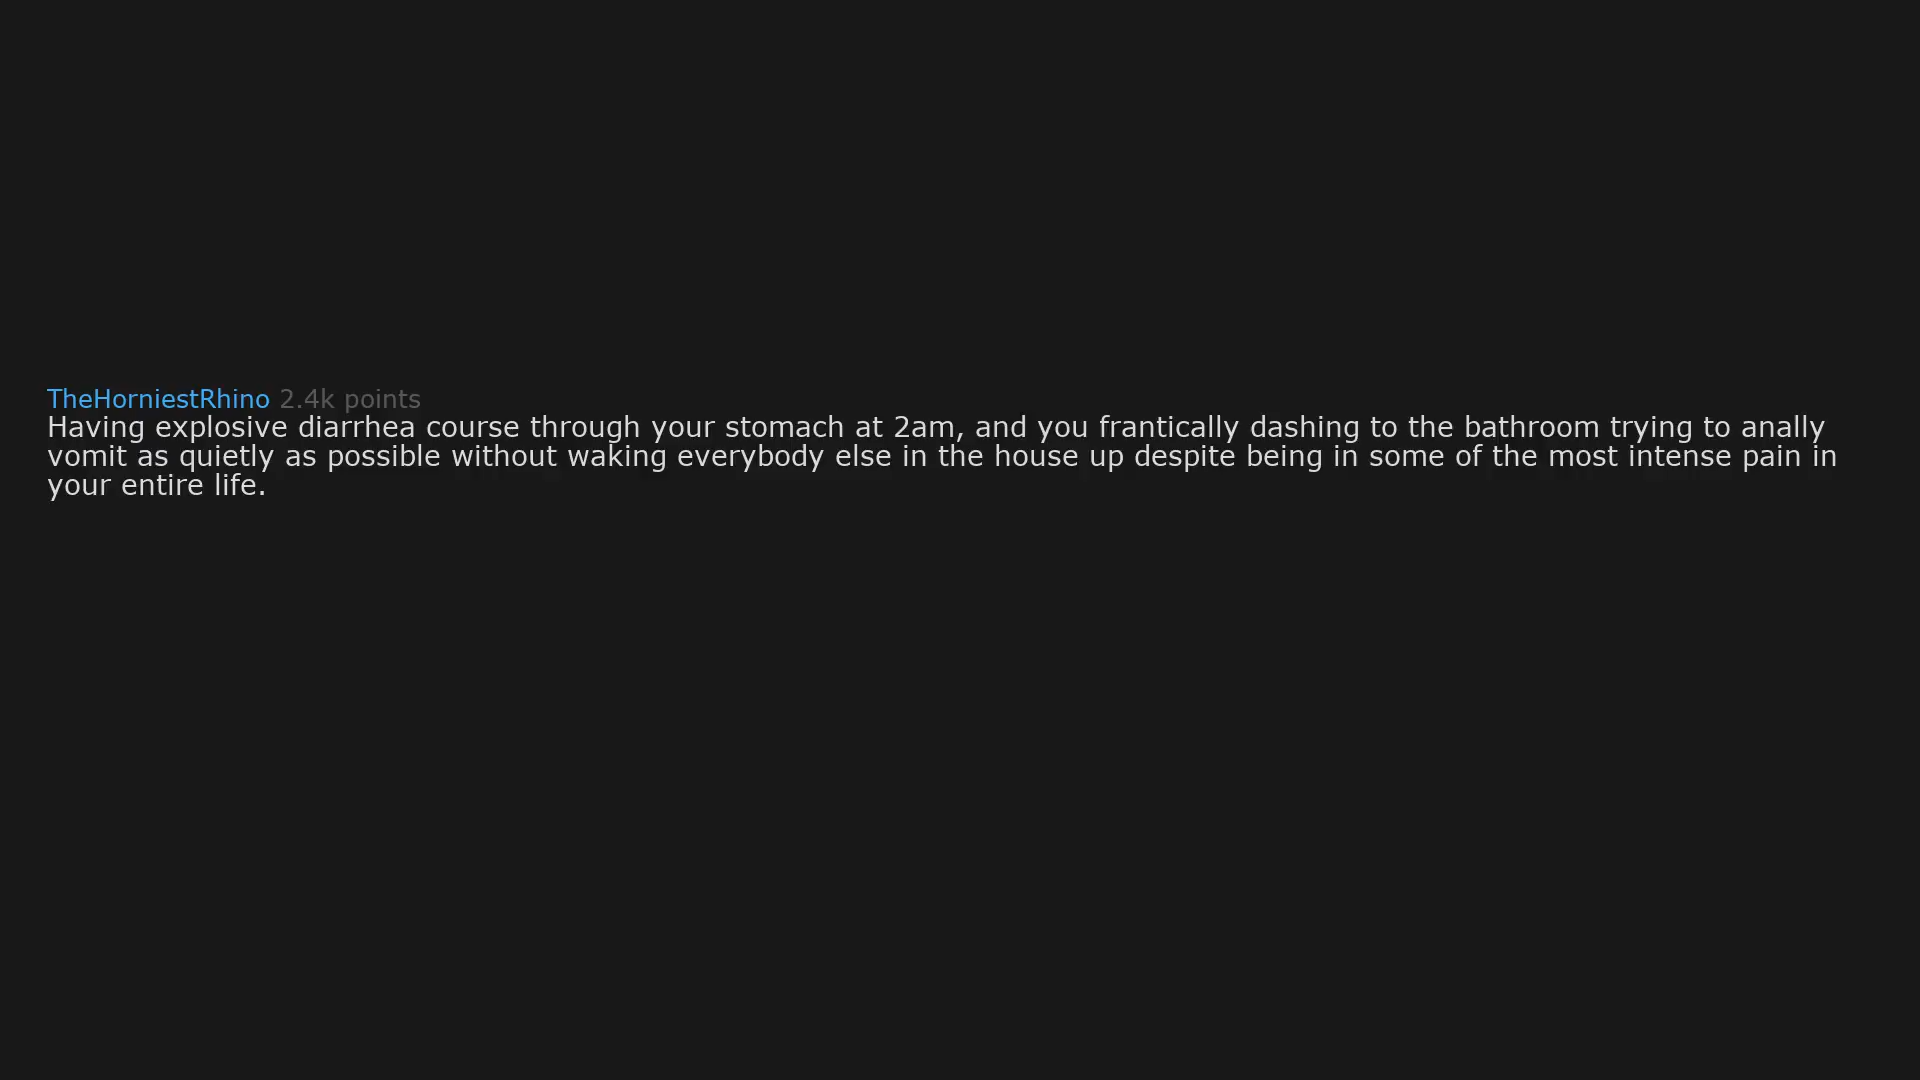 TheHorniestRhino 2.4k points
Having explosive diarrhea course through your stomach at 2am, and you frantically dashing to the bathroom trying to anally
vomit as quietly as possible without waking everybody else in the house up despite being in some of the most intense pain in
your entire life.